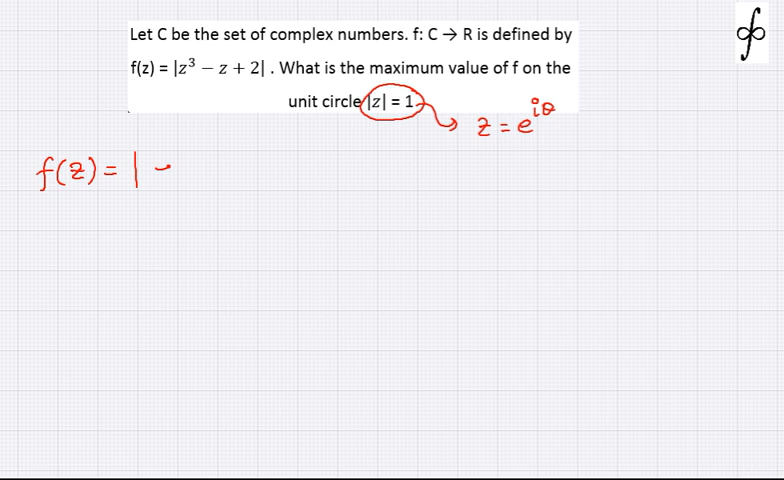 Let C be the set of complex numbers. f: C → R is defined by
f(z) = |z³ − z + 2| . What is the maximum value of f on the
unit circle |z| = 1.
z = e^{iθ}
f(z) = |